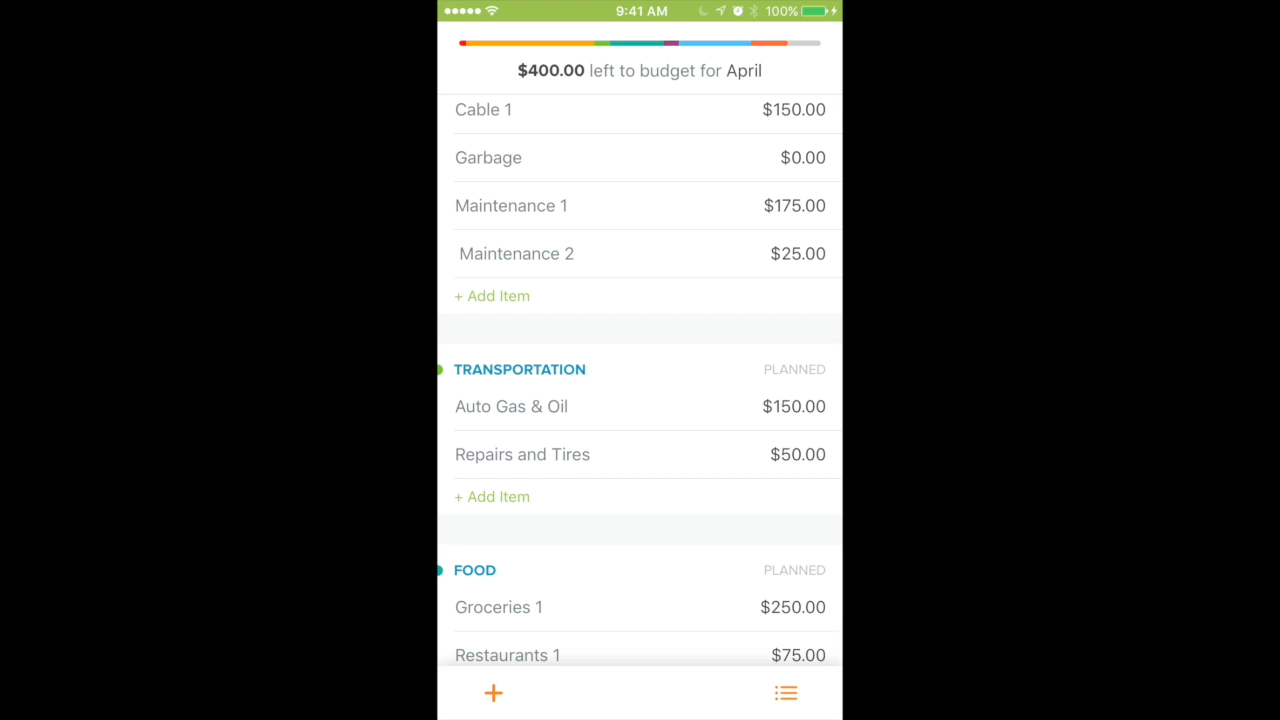 9:41 AM 100%
$400.00 left to budget for April
Cable 1 $150.00
Garbage $0.00
Maintenance 1 $175.00
Maintenance 2 $25.00
+ Add Item
TRANSPORTATION PLANNED
Auto Gas & Oil $150.00
Repairs and Tires $50.00
+ Add Item
FOOD PLANNED
Groceries 1 $250.00
Restaurants 1 $75.00